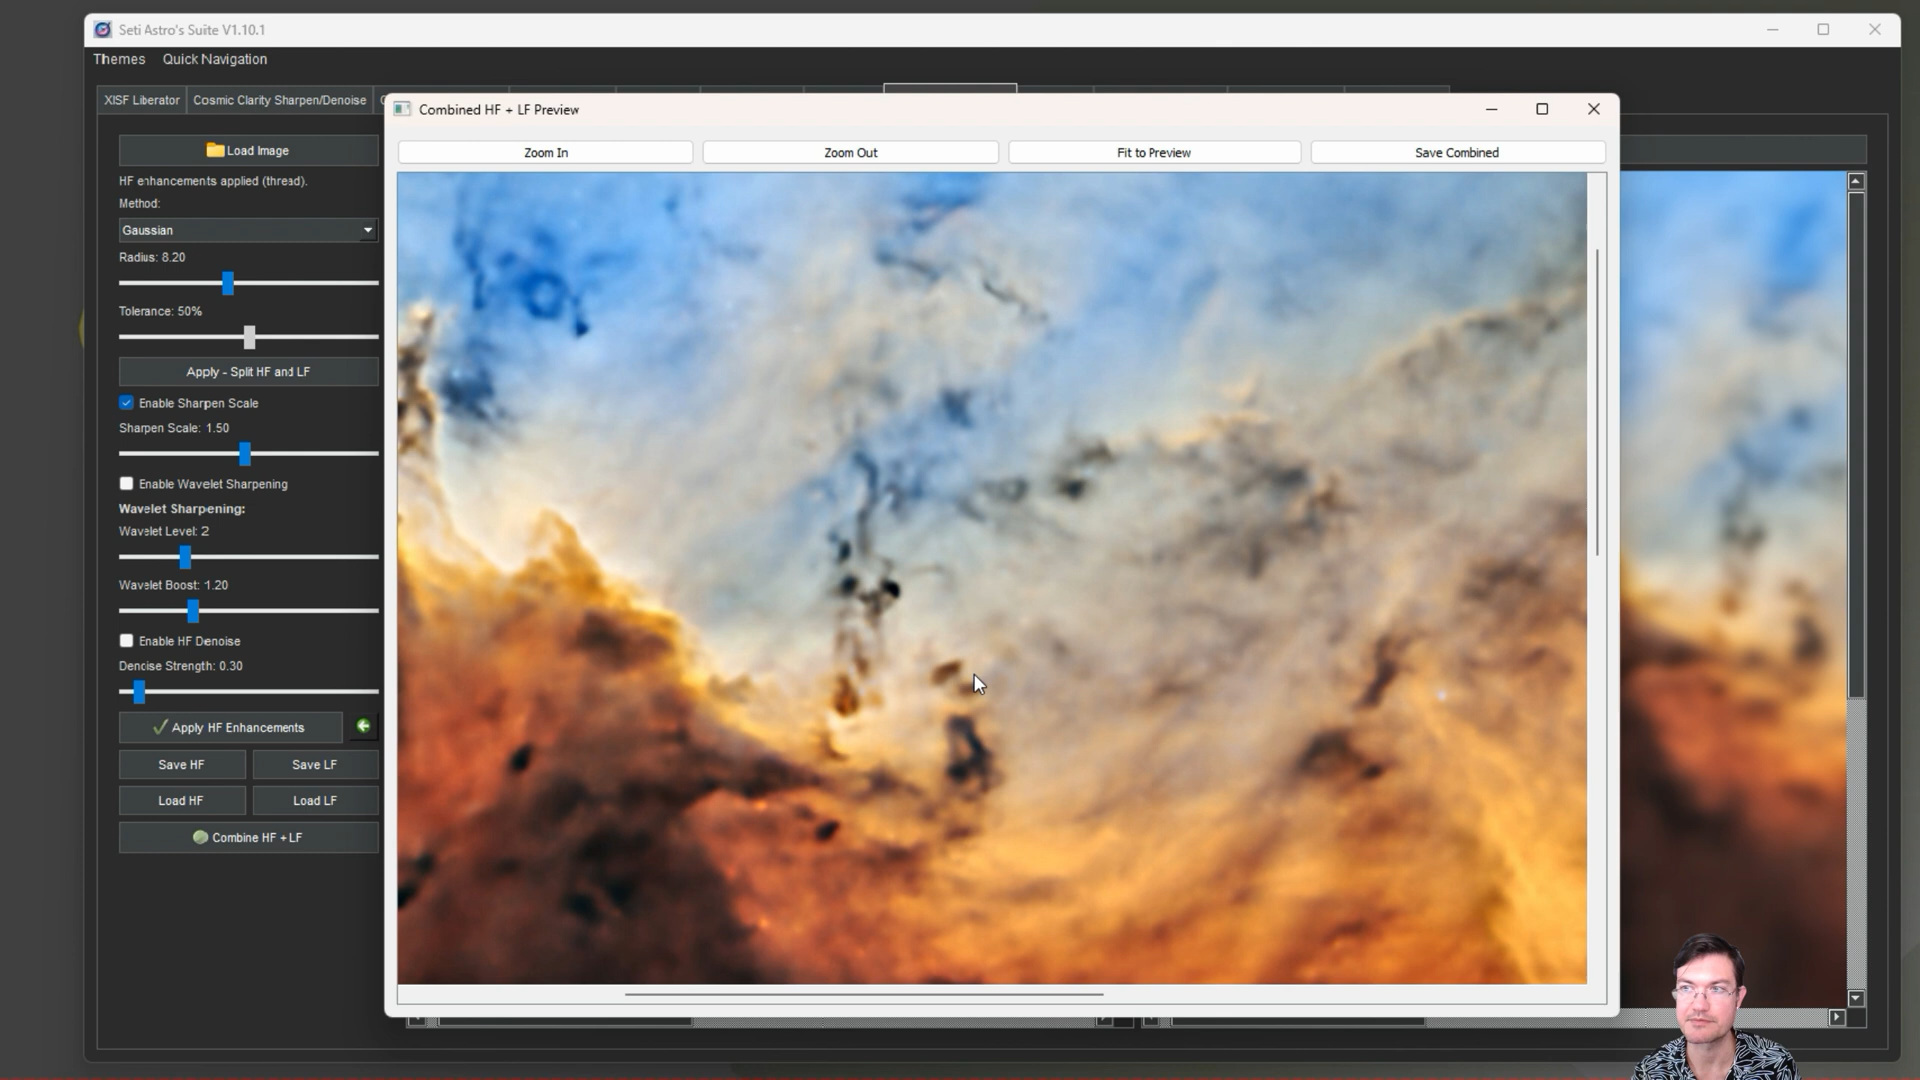 Seti Astro's Suite V1.10.1
Themes Quick Navigation
XISF Liberator Cosmic Clarity Sharpen/Denoise
Combined HF + LF Preview
Zoom In Zoom Out Fit to Preview Save Combined
Load Image
HF enhancements applied (thread).
Method:
Gaussian
Radius: 8.20
Tolerance: 50%
Apply - Split HF and LF
Enable Sharpen Scale
Sharpen Scale: 1.50
Enable Wavelet Sharpening
Wavelet Sharpening:
Wavelet Level: 2
Wavelet Boost: 1.20
Enable HF Denoise
Denoise Strength: 0.30
Apply HF Enhancements
Save HF Save LF
Load HF Load LF
Combine HF + LF